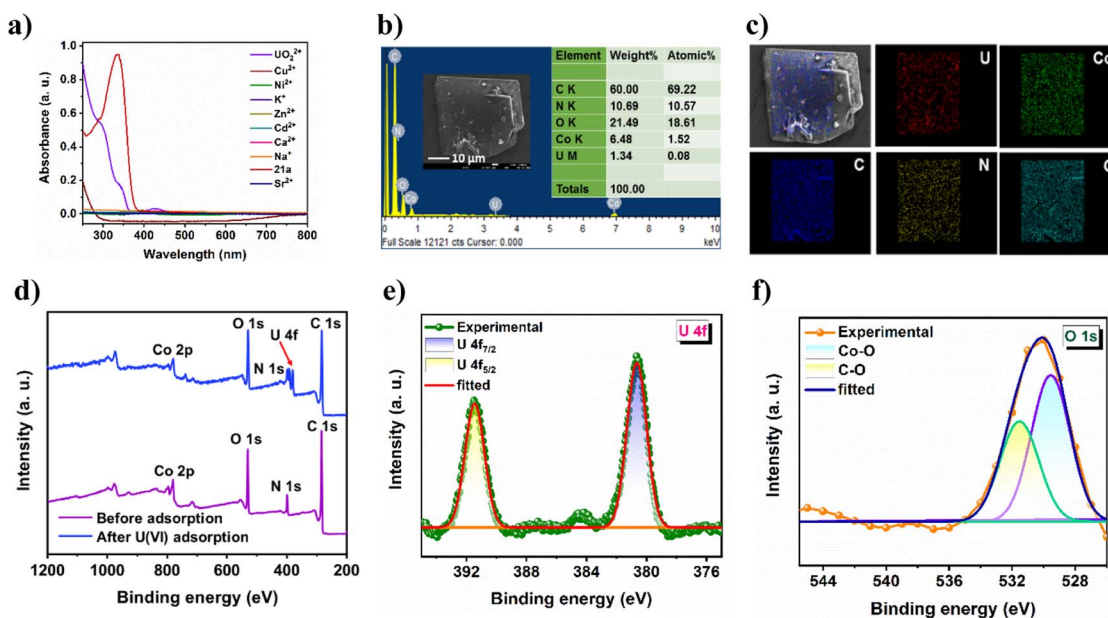 a)
1.0
0.8
0.6
0.4
0.2
0.0
Absorbance (a. u.)
300 400 500 600 700 800
Wavelength (nm)
UO₂²⁺
Cu²⁺
Ni²⁺
K⁺
Zn²⁺
Cd²⁺
Ca²⁺
Na⁺
21a
Sr²⁺
b)
C
N
O
Co
U
Co
10 µm
Element Weight% Atomic%
C K 60.00 69.22
N K 10.69 10.57
O K 21.49 18.61
Co K 6.48 1.52
U M 1.34 0.08
Totals 100.00
0 1 2 3 4 5 6 7 8 9 10
Full Scale 12121 cts Cursor: 0.000 keV
c)
U
Co
C
N
d)
O 1s
C 1s
U 4f
Co 2p
N 1s
O 1s
C 1s
Co 2p
N 1s
Before adsorption
After U(VI) adsorption
Intensity (a. u.)
1200 1000 800 600 400 200
Binding energy (eV)
e)
Experimental
U 4f₇/₂
U 4f₅/₂
fitted
U 4f
Intensity (a. u.)
392 388 384 380 376
Binding energy (eV)
f)
Experimental
Co-O
C-O
fitted
O 1s
Intensity (a. u.)
544 540 536 532 528
Binding energy (eV)